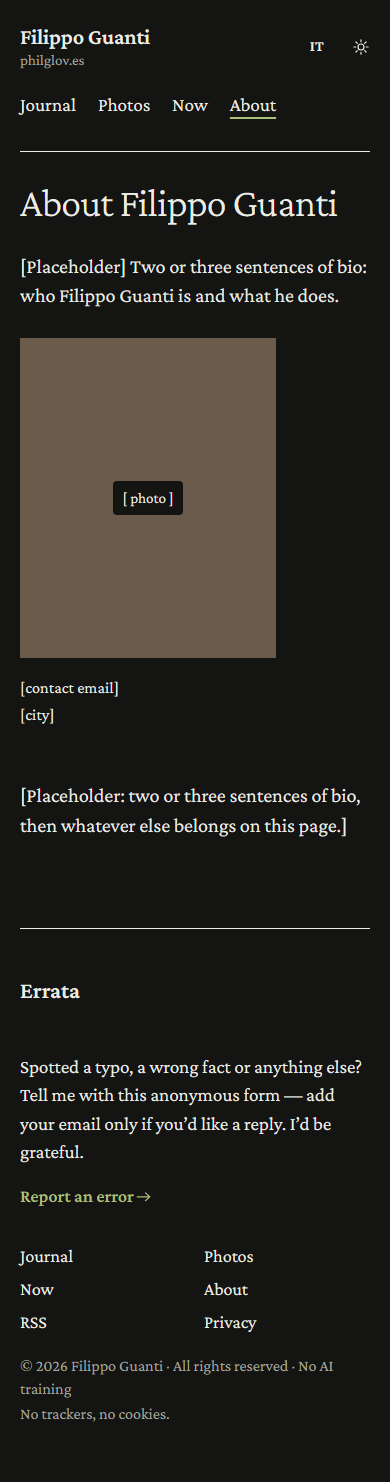 Filippo Guanti
philglov.es
IT
Journal Photos Now About
About Filippo Guanti
[Placeholder] Two or three sentences of bio:
who Filippo Guanti is and what he does.
[ photo ]
[contact email]
[city]
[Placeholder: two or three sentences of bio,
then whatever else belongs on this page.]
Errata
Spotted a typo, a wrong fact or anything else?
Tell me with this anonymous form — add
your email only if you’d like a reply. I’d be
grateful.
Report an error →
Journal Photos
Now About
RSS Privacy
© 2026 Filippo Guanti · All rights reserved · No AI
training
No trackers, no cookies.